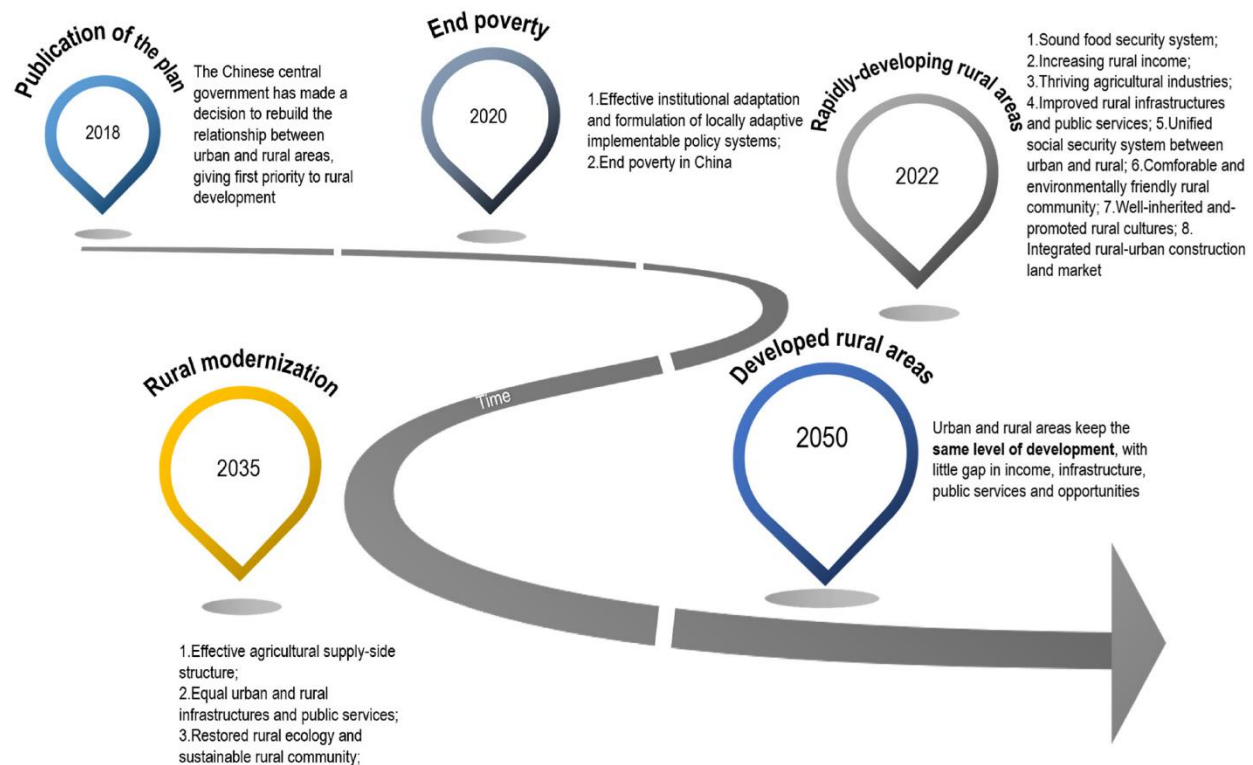 Publication of the plan
2018
The Chinese central
government has made a
decision to rebuild the
relationship between
urban and rural areas,
giving first priority to rural
development
End poverty
2020
1.Effective institutional adaptation
and formulation of locally adaptive
implementable policy systems;
2.End poverty in China
Rapidly-developing rural areas
2022
1.Sound food security system;
2.Increasing rural income;
3.Thriving agricultural industries;
4.Improved rural infrastructures
and public services; 5.Unified
social security system between
urban and rural; 6.Comforable and
environmentally friendly rural
community; 7.Well-inherited and-
promoted rural cultures; 8.
Integrated rural-urban construction
land market
Time
Rural modernization
2035
1.Effective agricultural supply-side
structure;
2.Equal urban and rural
infrastructures and public services;
3.Restored rural ecology and
sustainable rural community;
Developed rural areas
2050
Urban and rural areas keep the
same level of development, with
little gap in income, infrastructure,
public services and opportunities